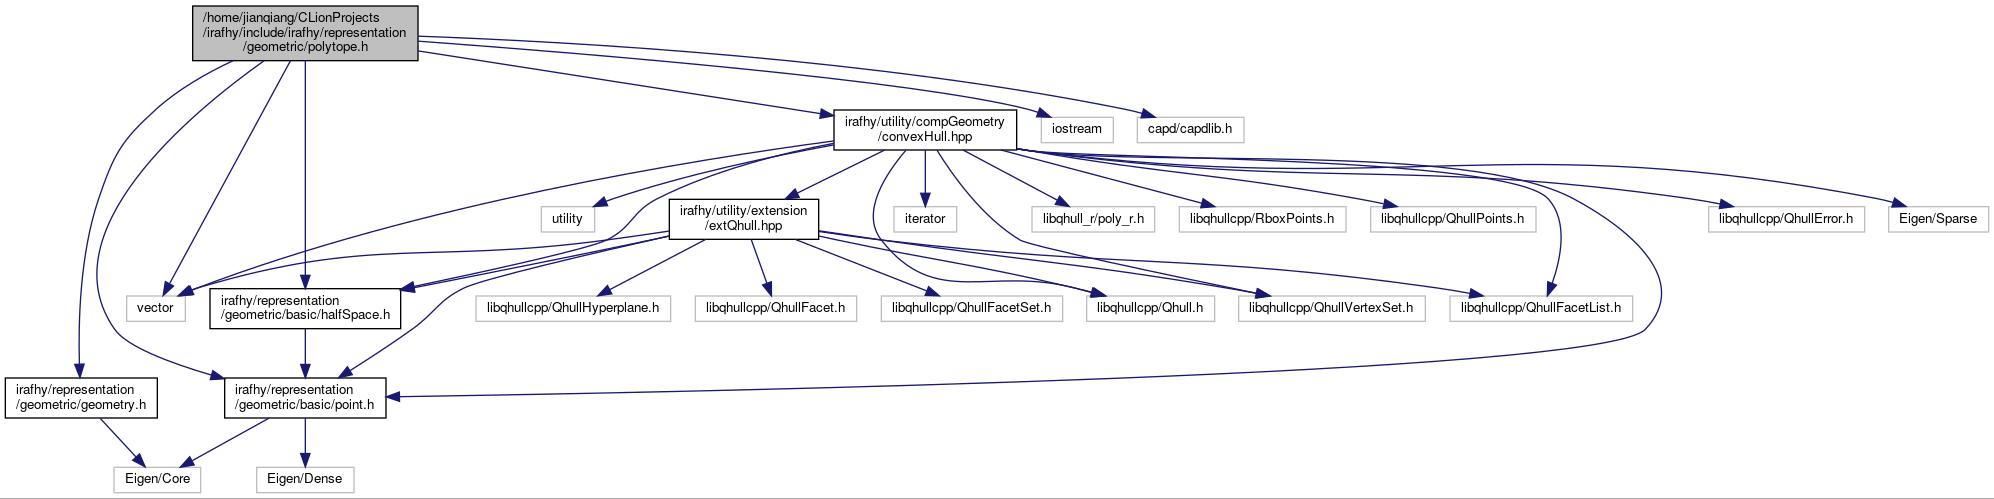 /home/jianqiang/CLionProjects
/irafhy/include/irafhy/representation
/geometric/polytope.h
irafhy/utility/compGeometry
/convexHull.hpp
iostream
capd/capdlib.h
utility
irafhy/utility/extension
/extQhull.hpp
iterator
libqhull_r/poly_r.h
libqhullcpp/RboxPoints.h
libqhullcpp/QhullPoints.h
libqhullcpp/QhullError.h
Eigen/Sparse
vector
irafhy/representation
/geometric/basic/halfSpace.h
libqhullcpp/QhullHyperplane.h
libqhullcpp/QhullFacet.h
libqhullcpp/QhullFacetSet.h
libqhullcpp/Qhull.h
libqhullcpp/QhullVertexSet.h
libqhullcpp/QhullFacetList.h
irafhy/representation
/geometric/geometry.h
irafhy/representation
/geometric/basic/point.h
Eigen/Core
Eigen/Dense